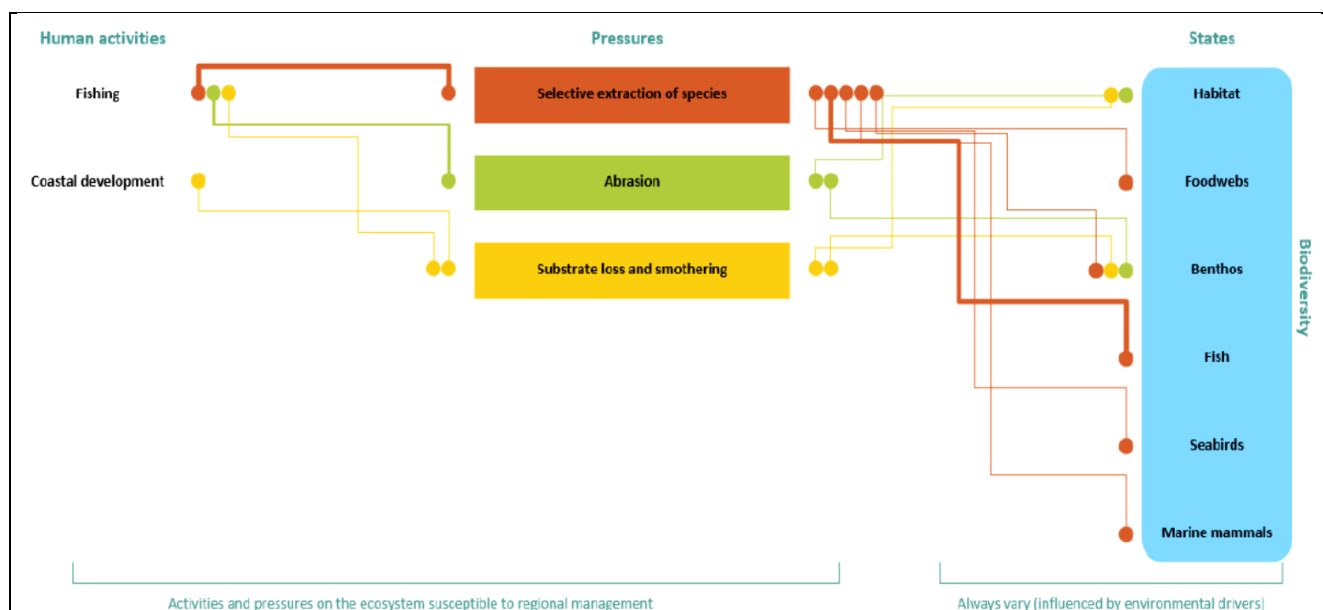 Human activities
Pressures
States
Fishing
Selective extraction of species
Habitat
Coastal development
Abrasion
Foodwebs
Substrate loss and smothering
Benthos
Biodiversity
Fish
Seabirds
Marine mammals
Activities and pressures on the ecosystem susceptible to regional management
Always vary (influenced by environmental drivers)